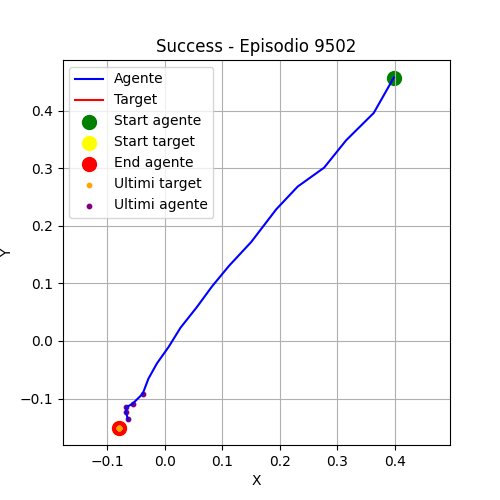 Success - Episodio 9502
Agente
Target
Start agente
Start target
End agente
Ultimi target
Ultimi agente
Y
0.4
0.3
0.2
0.1
0.0
−0.1
−0.1
0.0
0.1
0.2
0.3
0.4
X